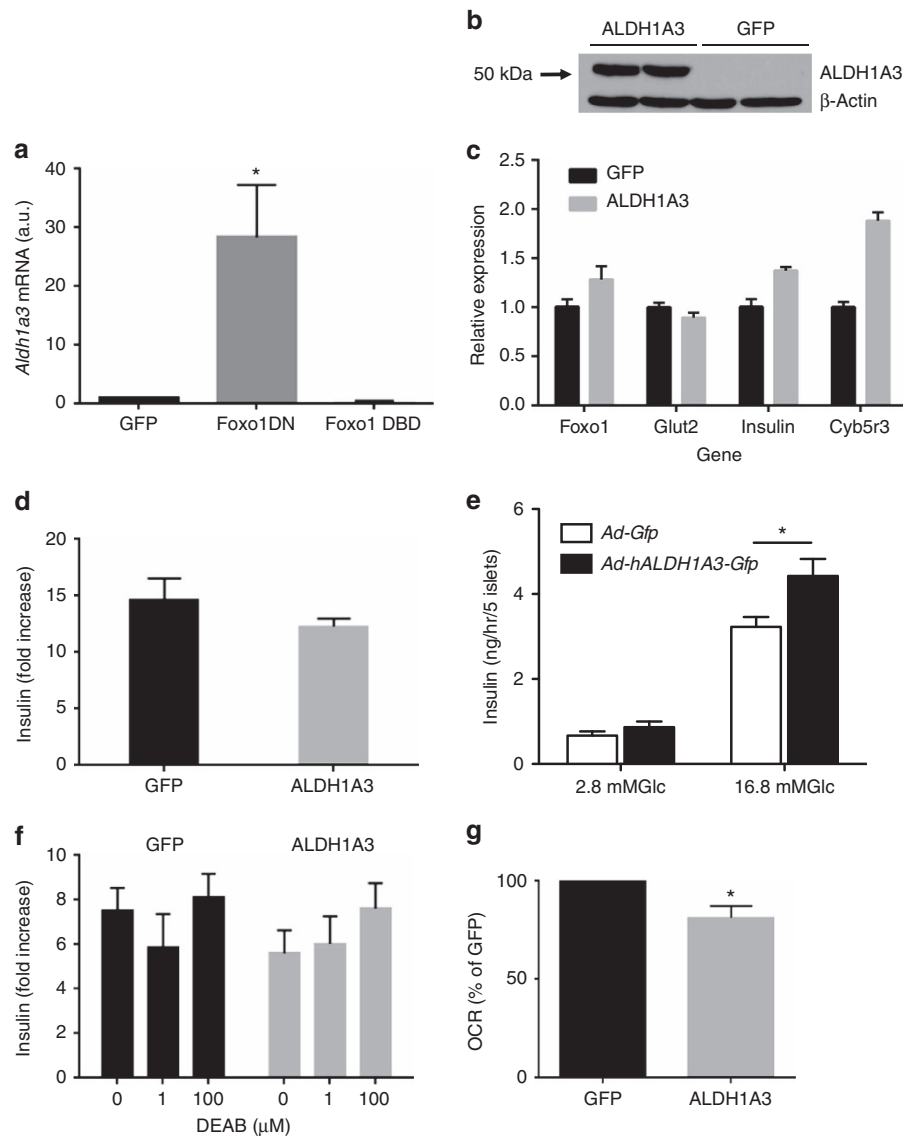 b
ALDH1A3 GFP
50 kDa
ALDH1A3
β-Actin
a
Aldh1a3 mRNA (a.u.)
40
30
20
10
0
*
GFP Foxo1DN Foxo1 DBD
c
Relative expression
2.5
2.0
1.5
1.0
0.5
0.0
GFP
ALDH1A3
Foxo1 Glut2 Insulin Cyb5r3
Gene
d
Insulin (fold increase)
20
15
10
5
0
GFP ALDH1A3
e
Insulin (ng/hr/5 islets)
6
4
2
0
Ad-Gfp
Ad-hALDH1A3-Gfp
*
2.8 mMGlc 16.8 mMGlc
f
GFP ALDH1A3
Insulin (fold increase)
10
8
6
4
2
0
0 1 100 0 1 100
DEAB (μM)
g
OCR (% of GFP)
100
50
0
*
GFP ALDH1A3